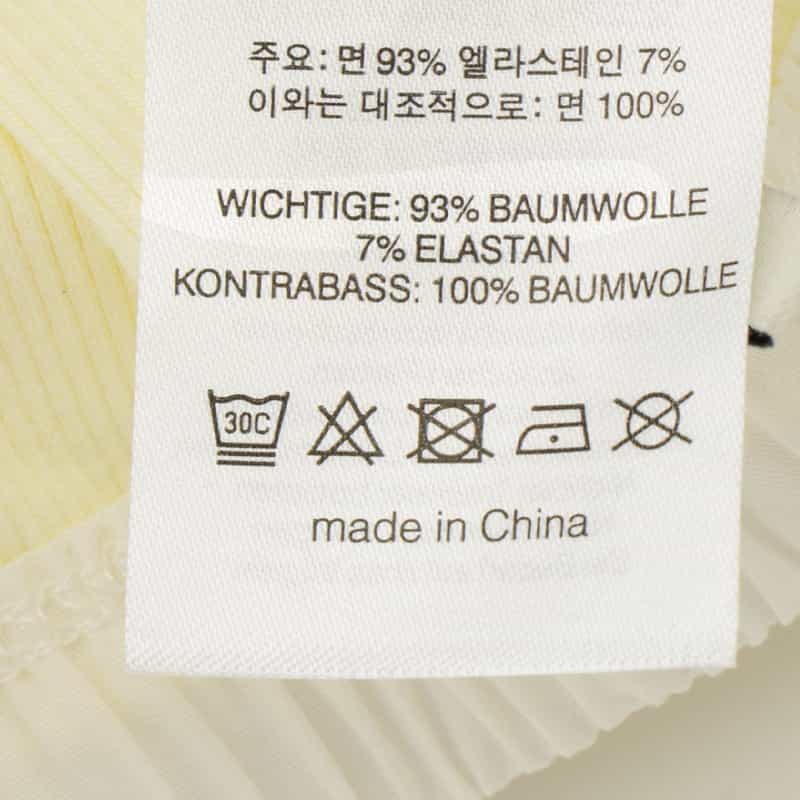 주요: 면 93% 엘라스테인 7%
이와는 대조적으로: 면 100%
WICHTIGE: 93% BAUMWOLLE
7% ELASTAN
KONTRABASS: 100% BAUMWOLLE
30C
made in China